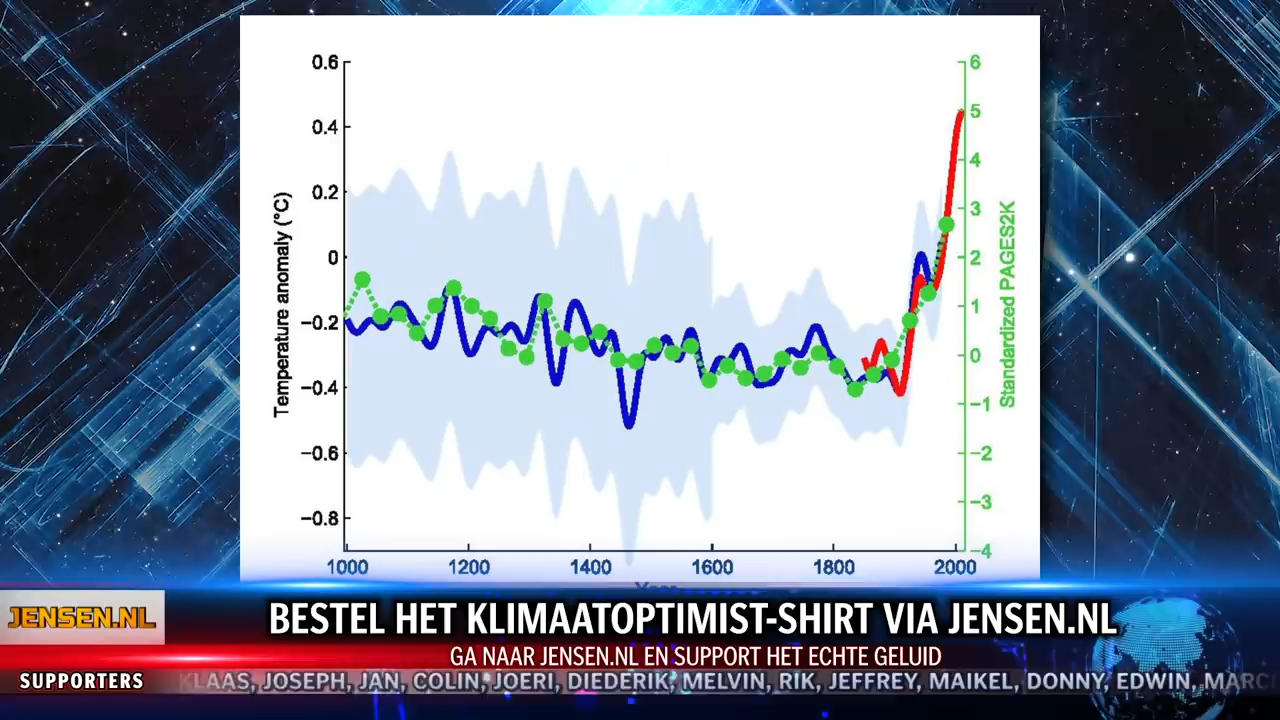 0.6
0.4
0.2
0
−0.2
−0.4
−0.6
−0.8
Temperature anomaly (°C)
6
5
4
3
2
1
0
−1
−2
−3
−4
Standardized PAGES2K
1000 1200 1400 1600 1800 2000
JENSEN.NL
BESTEL HET KLIMAATOPTIMIST-SHIRT VIA JENSEN.NL
GA NAAR JENSEN.NL EN SUPPORT HET ECHTE GELUID
SUPPORTERS
KLAAS, JOSEPH, JAN, COLIN, JOERI, DIEDERIK, MELVIN, RIK, JEFFREY, MAIKEL, DONNY, EDWIN,